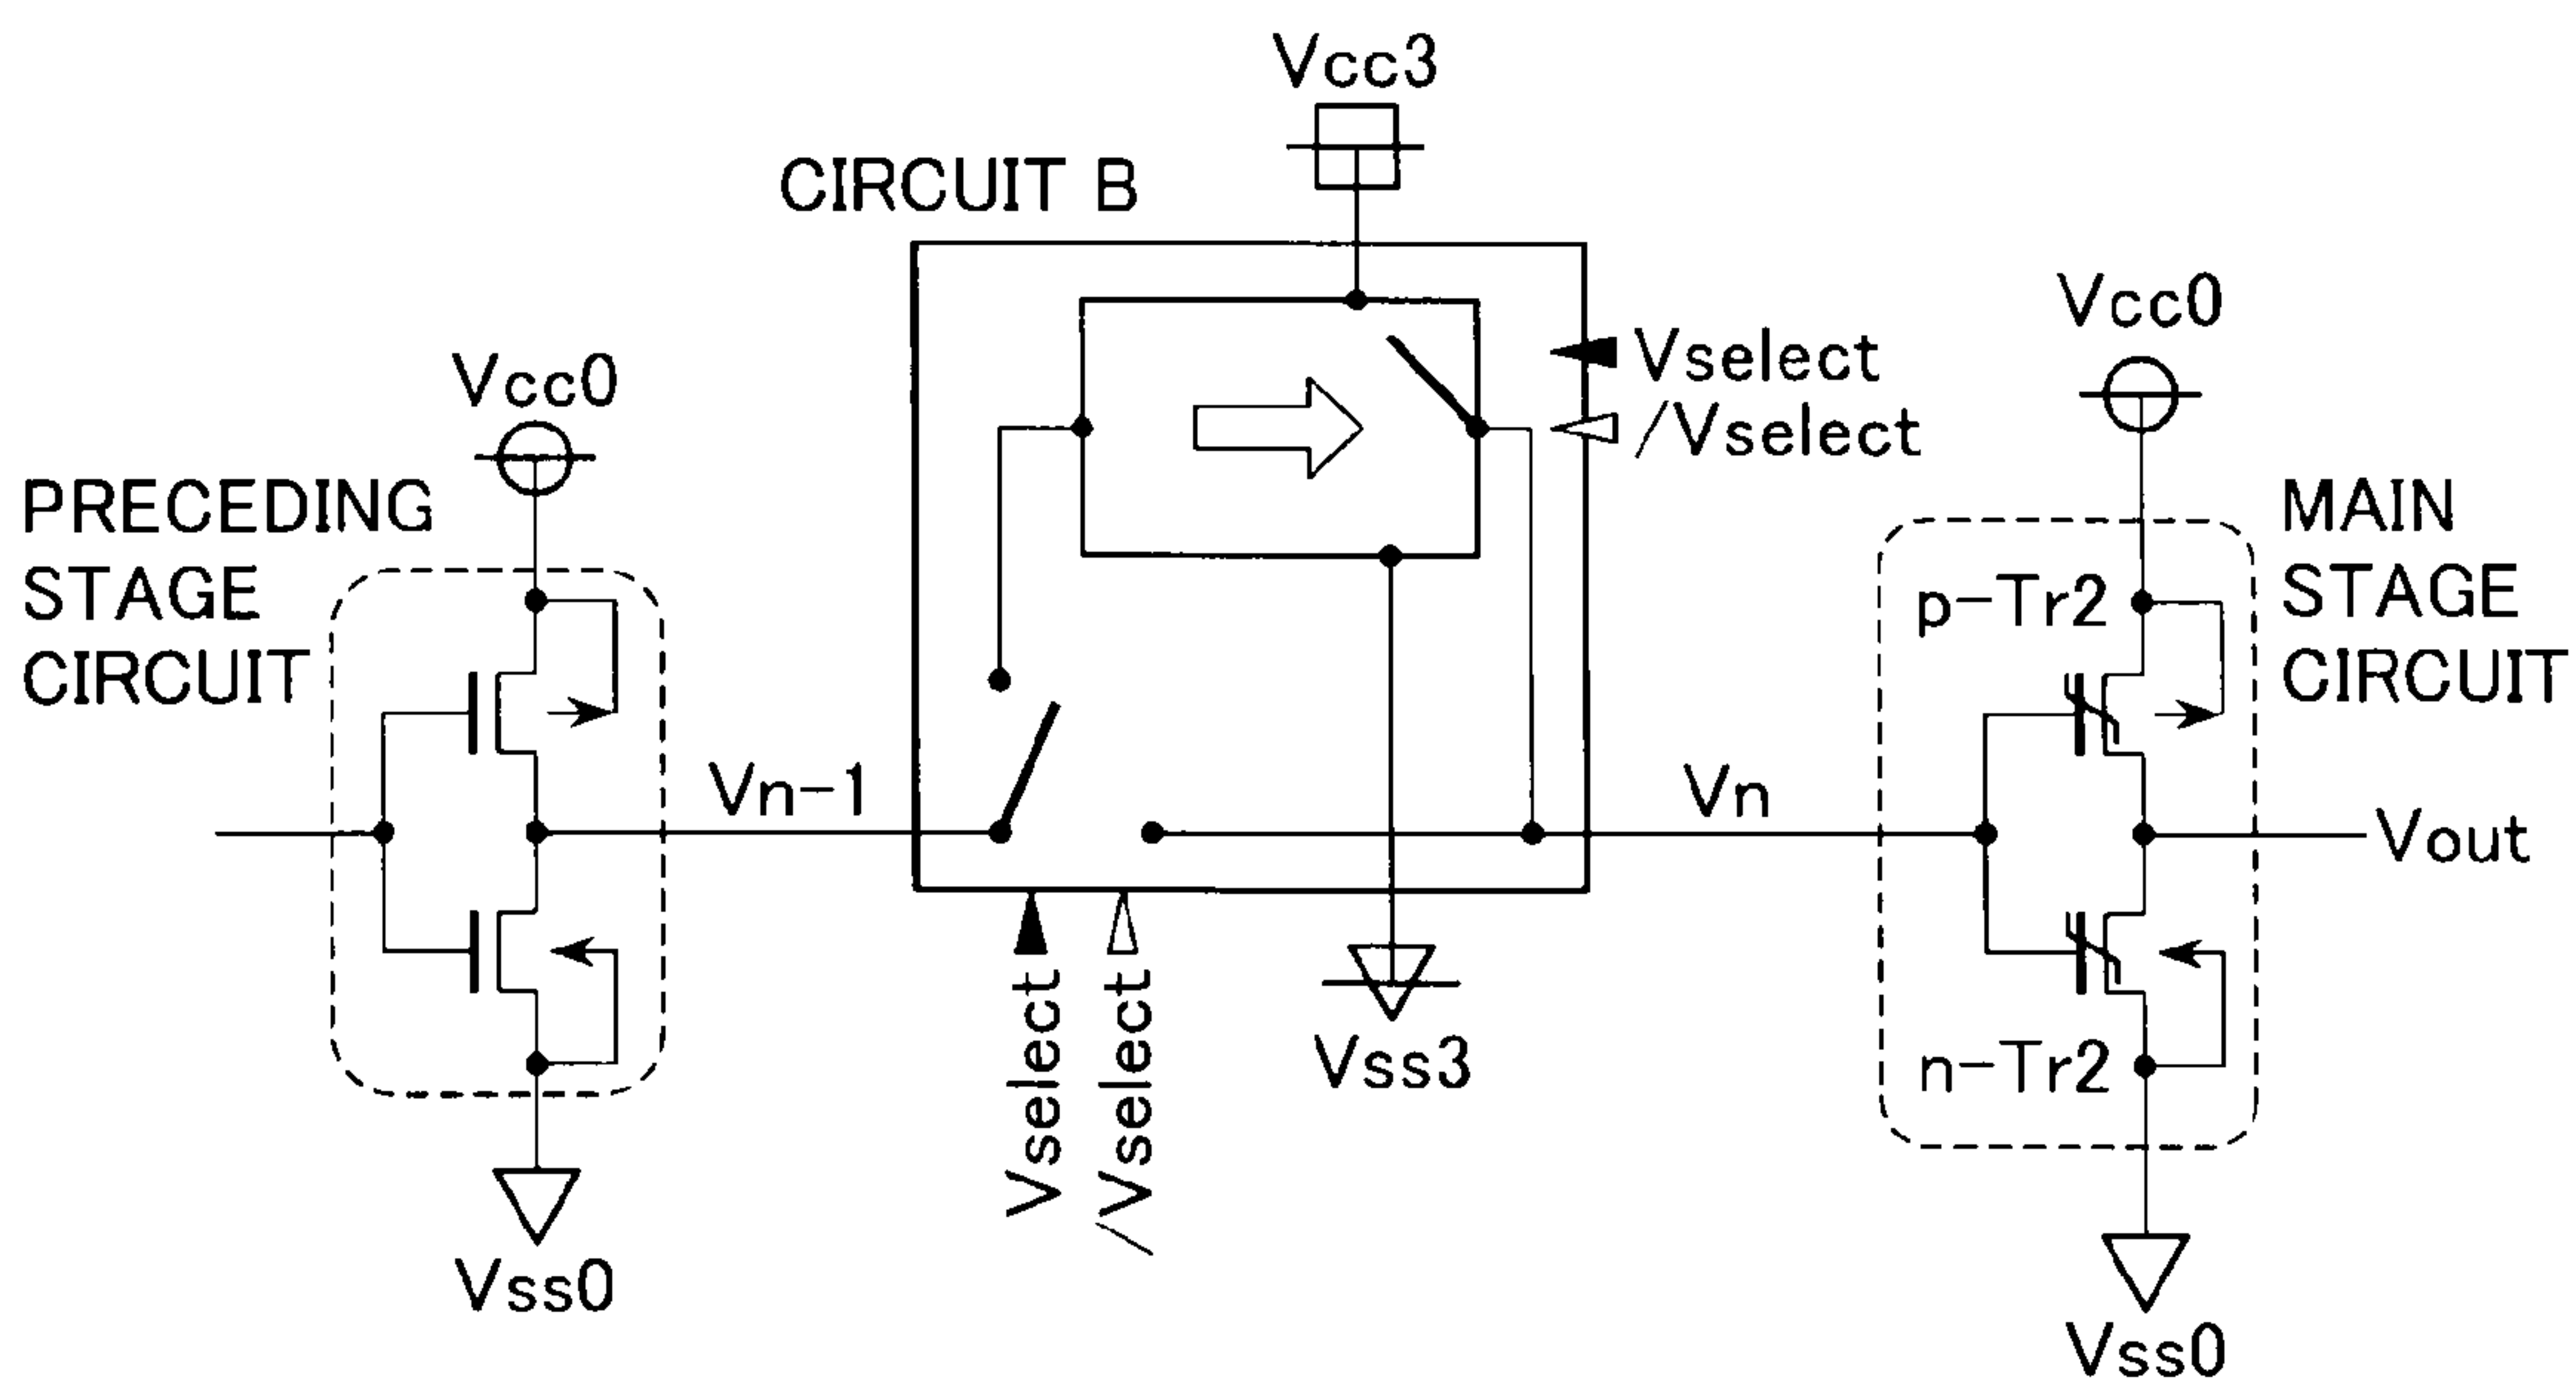 Vcc3
CIRCUIT B
Vcc0
Vselect
/Vselect
Vcc0
PRECEDING
STAGE
CIRCUIT
MAIN
STAGE
CIRCUIT
p-Tr2
Vn-1
Vn
Vout
Vselect
/Vselect
Vss3
n-Tr2
Vss0
Vss0